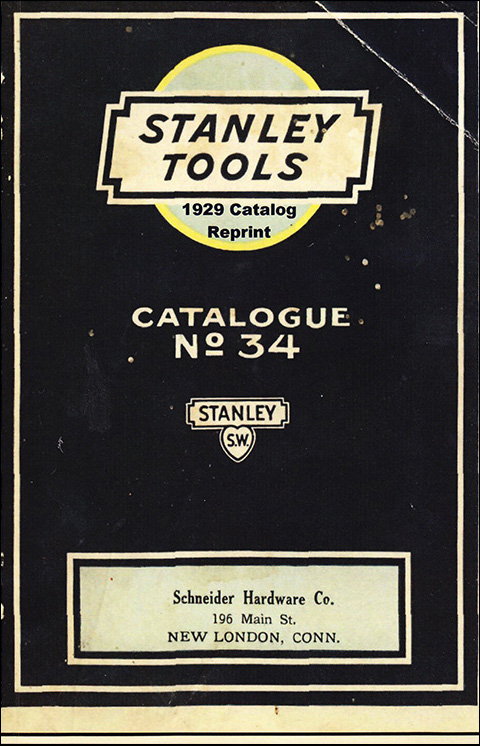 STANLEY
TOOLS
1929 Catalog
Reprint
CATALOGUE
Nº 34
STANLEY
S.W.
Schneider Hardware Co.
196 Main St.
NEW LONDON, CONN.